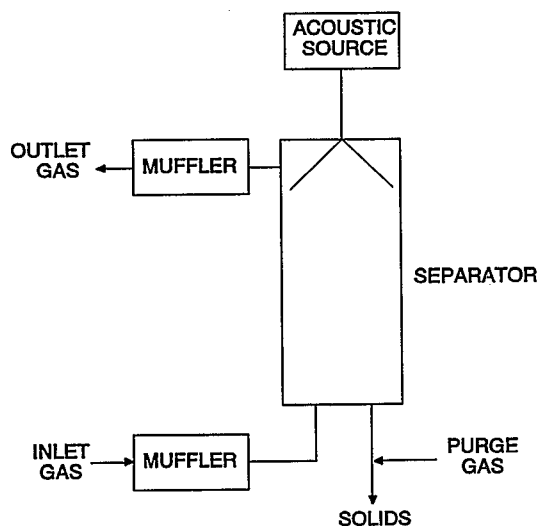 ACOUSTIC
SOURCE
OUTLET
GAS
MUFFLER
SEPARATOR
INLET
GAS
MUFFLER
PURGE
GAS
SOLIDS